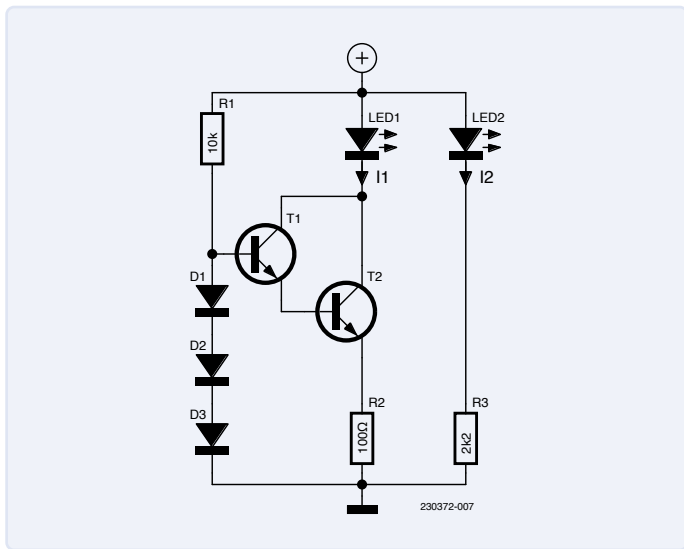 +
R1
10k
LED1
LED2
I1
I2
T1
T2
D1
D2
D3
R2
100Ω
R3
2k2
230372-007